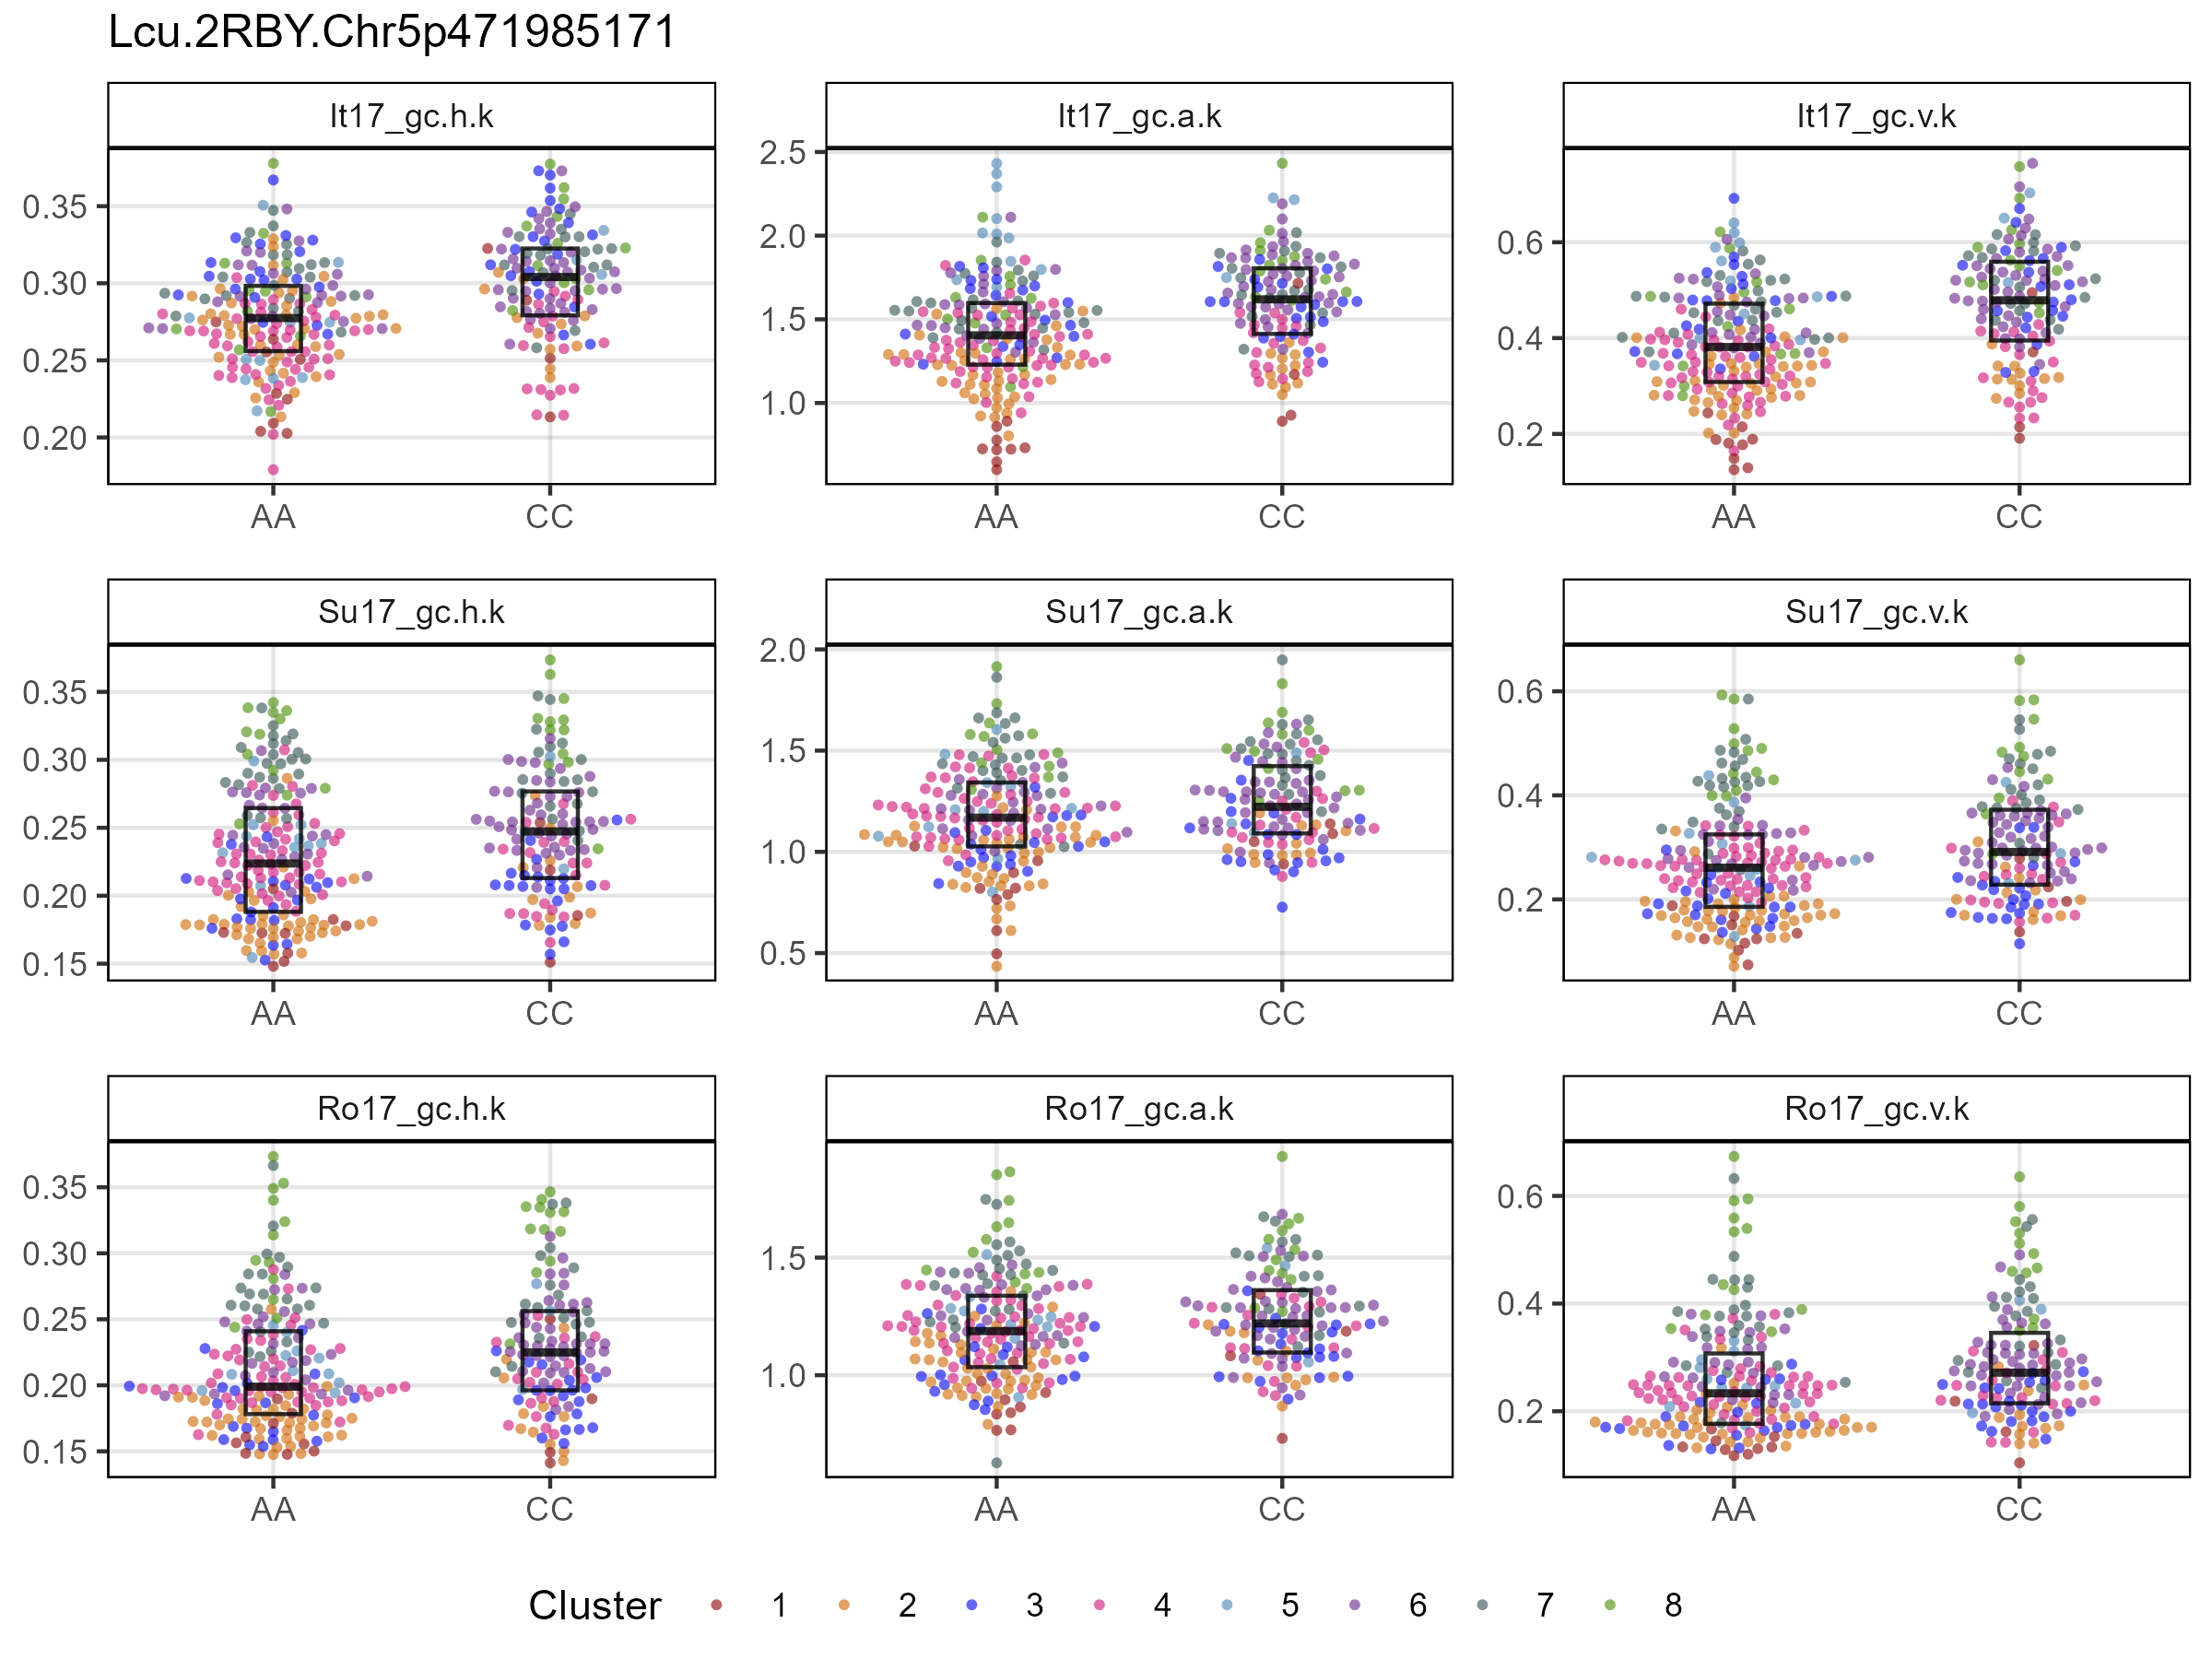 Lcu.2RBY.Chr5p471985171
It17_gc.h.k
It17_gc.a.k
It17_gc.v.k
0.35
0.30
0.25
0.20
AA
CC
2.5
2.0
1.5
1.0
AA
CC
0.6
0.4
0.2
AA
CC
Su17_gc.h.k
Su17_gc.a.k
Su17_gc.v.k
0.35
0.30
0.25
0.20
0.15
AA
CC
2.0
1.5
1.0
0.5
AA
CC
0.6
0.4
0.2
AA
CC
Ro17_gc.h.k
Ro17_gc.a.k
Ro17_gc.v.k
0.35
0.30
0.25
0.20
0.15
AA
CC
1.5
1.0
AA
CC
0.6
0.4
0.2
AA
CC
Cluster 1 2 3 4 5 6 7 8